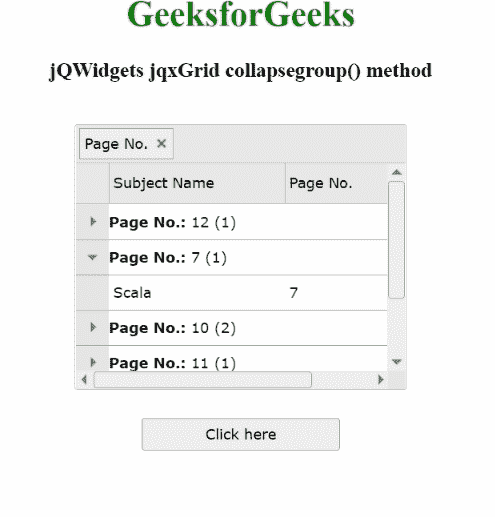 GeeksforGeeks
jQWidgets jqxGrid collapsegroup() method
Page No. ×
Subject Name Page No.
Page No.: 12 (1)
Page No.: 7 (1)
Scala 7
Page No.: 10 (2)
Page No.: 11 (1)
Click here